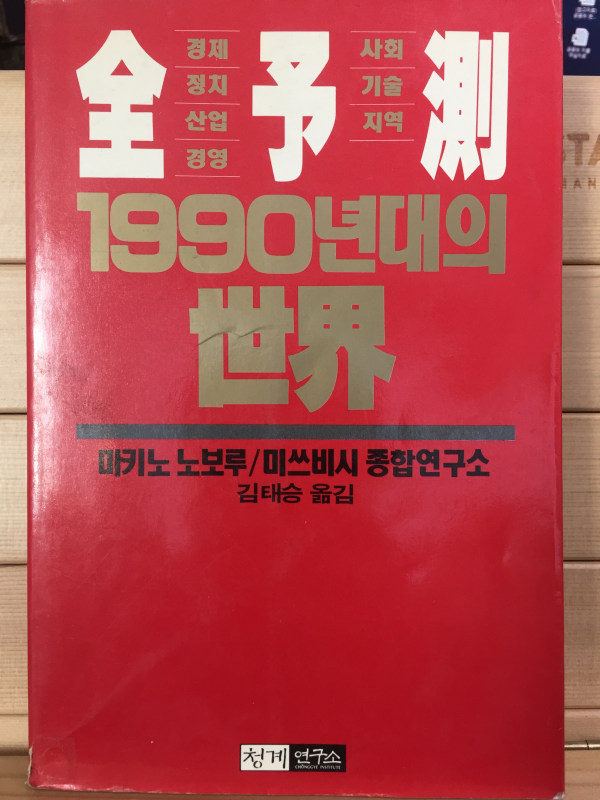 全予測
경제
정치
산업
경영
사회
기술
지역
1990년대의
世界
마키노 노보루/미쓰비시 종합연구소
김태승 옮김
청계 연구소
CHONGGYE INSTITUTE